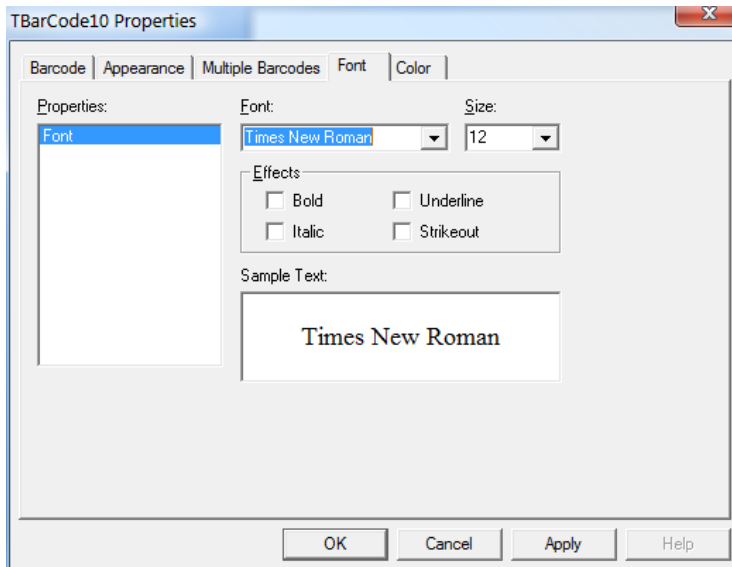 TBarCode10 Properties
X
Barcode Appearance Multiple Barcodes Font Color
Properties: Font: Size:
Font Times New Roman 12
Effects
Bold Underline
Italic Strikeout
Sample Text:
Times New Roman
OK Cancel Apply Help